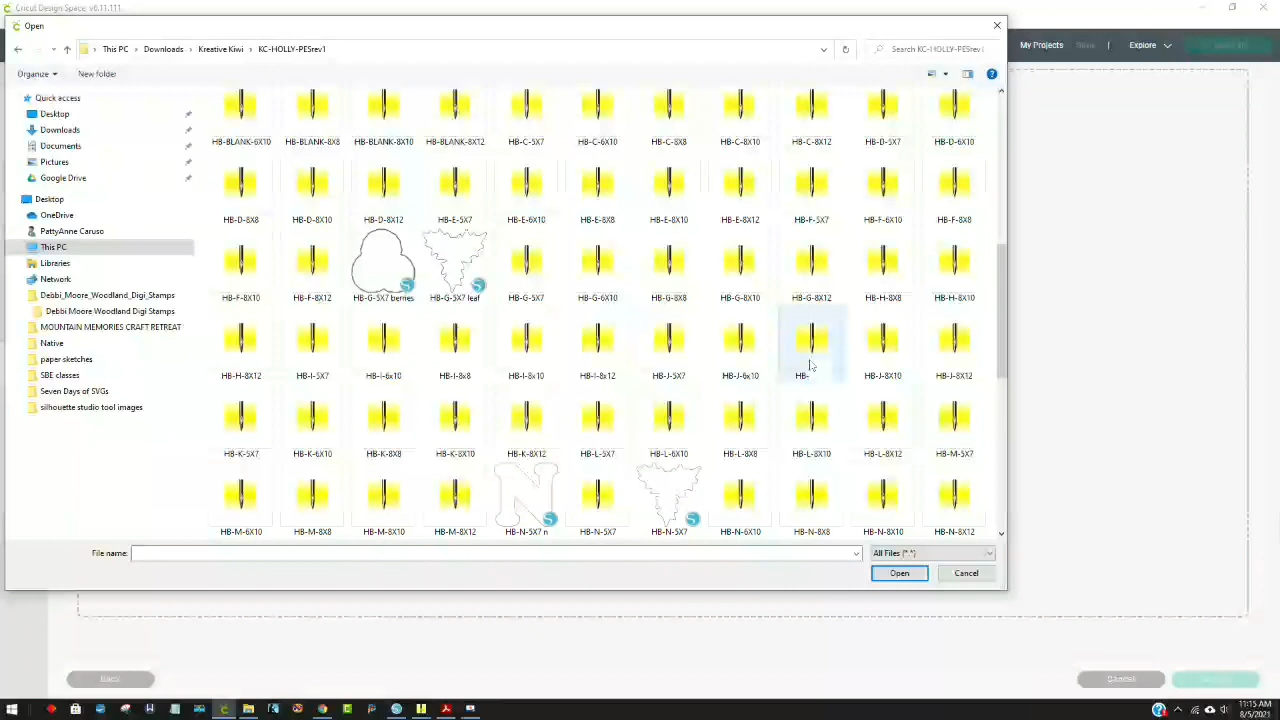 Cricut Design Space  v6.11.111
Open
This PC > Downloads > Kreative Kiwi > KC-HOLLY-PESrev1
Search KC-HOLLY-PESrev1
My Projects
Save
|
Explore
Organize
New folder
Quick access
Desktop
Downloads
Documents
Pictures
Google Drive
Desktop
OneDrive
PattyAnne Caruso
This PC
Libraries
Network
Debbi_Moore_Woodland_Digi_Stamps
Debbi Moore Woodland Digi Stamps
MOUNTAIN MEMORIES CRAFT RETREAT
Native
paper sketches
SBE classes
Seven Days of SVGs
silhouette studio tool images
HB-BLANK-6X10 HB-BLANK-8X8 HB-BLANK-8X10 HB-BLANK-8X12 HB-C-5X7 HB-C-6X10 HB-C-8X8 HB-C-8X10 HB-C-8X12 HB-D-5X7 HB-D-6X10
HB-D-8X8 HB-D-8X10 HB-D-8X12 HB-E-5X7 HB-E-6X10 HB-E-8X8 HB-E-8X10 HB-E-8X12 HB-F-5X7 HB-F-6X10 HB-F-8X8
HB-F-8X10 HB-F-8X12 HB-G-5X7 berries HB-G-5X7 leaf HB-G-5X7 HB-G-6X10 HB-G-8X8 HB-G-8X10 HB-G-8X12 HB-H-8X8 HB-H-8X10
HB-H-8X12 HB-I-5X7 HB-I-6x10 HB-I-8x8 HB-I-8x10 HB-I-8x12 HB-J-5X7 HB-J-6x10 HB- HB-J-8X10 HB-J-8X12
HB-K-5X7 HB-K-6X10 HB-K-8X8 HB-K-8X10 HB-K-8X12 HB-L-5X7 HB-L-6X10 HB-L-8X8 HB-L-8X10 HB-L-8X12 HB-M-5X7
HB-M-6X10 HB-M-8X8 HB-M-8X10 HB-M-8X12 HB-N-5X7 n HB-N-5X7 HB-N-5X7 HB-N-6X10 HB-N-8X8 HB-N-8X10 HB-N-8X12
File name:
All Files (*.*)
Open
Cancel
Back
Cancel
11:15 AM
8/5/2021